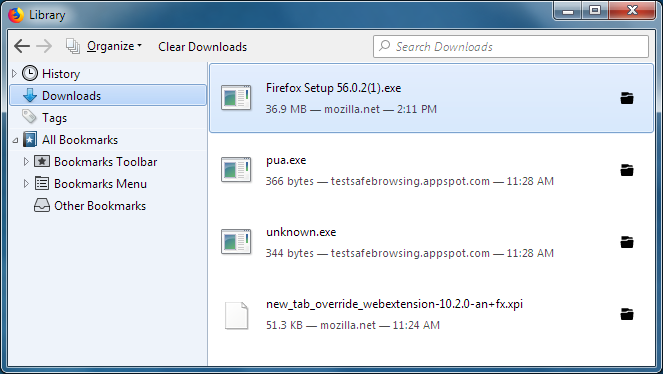 Library
Organize
Clear Downloads
Search Downloads
History
Downloads
Tags
All Bookmarks
Bookmarks Toolbar
Bookmarks Menu
Other Bookmarks
Firefox Setup 56.0.2(1).exe
36.9 MB — mozilla.net — 2:11 PM
pua.exe
366 bytes — testsafebrowsing.appspot.com — 11:28 AM
unknown.exe
344 bytes — testsafebrowsing.appspot.com — 11:28 AM
new_tab_override_webextension-10.2.0-an+fx.xpi
51.3 KB — mozilla.net — 11:24 AM